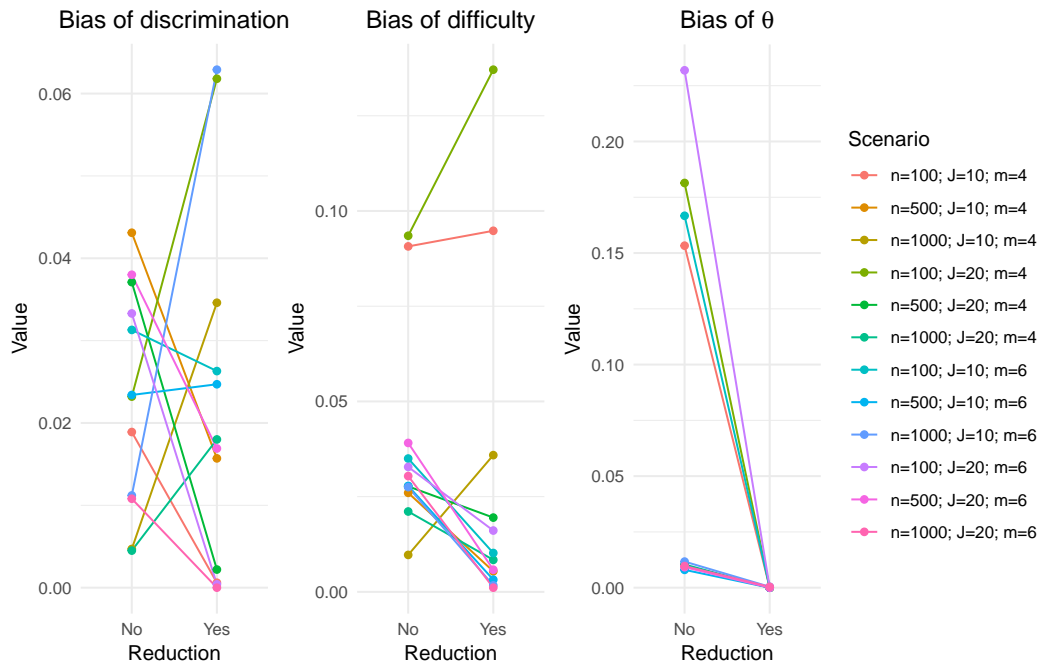 Bias of discrimination
Value
0.06
0.04
0.02
0.00
No Yes
Reduction
Bias of difficulty
Value
0.10
0.05
0.00
No Yes
Reduction
Bias of θ
Value
0.20
0.15
0.10
0.05
0.00
No Yes
Reduction
Scenario
n=100; J=10; m=4
n=500; J=10; m=4
n=1000; J=10; m=4
n=100; J=20; m=4
n=500; J=20; m=4
n=1000; J=20; m=4
n=100; J=10; m=6
n=500; J=10; m=6
n=1000; J=10; m=6
n=100; J=20; m=6
n=500; J=20; m=6
n=1000; J=20; m=6